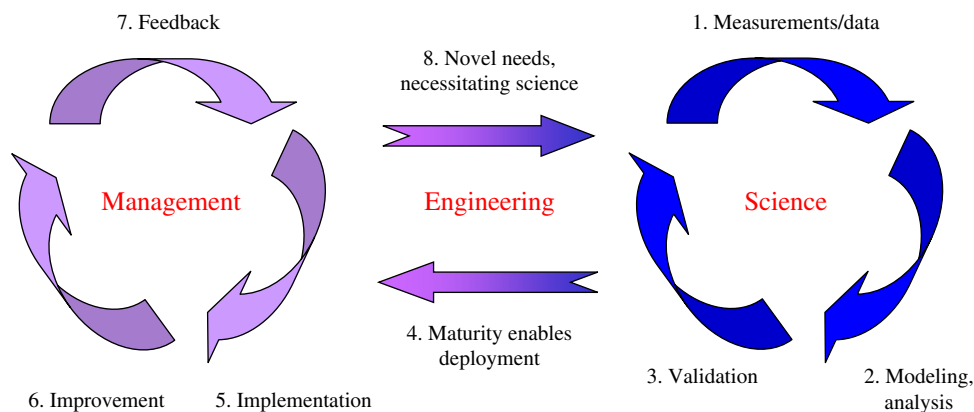 7. Feedback
1. Measurements/data
8. Novel needs,
necessitating science
Management
Engineering
Science
4. Maturity enables
deployment
6. Improvement
5. Implementation
3. Validation
2. Modeling,
analysis